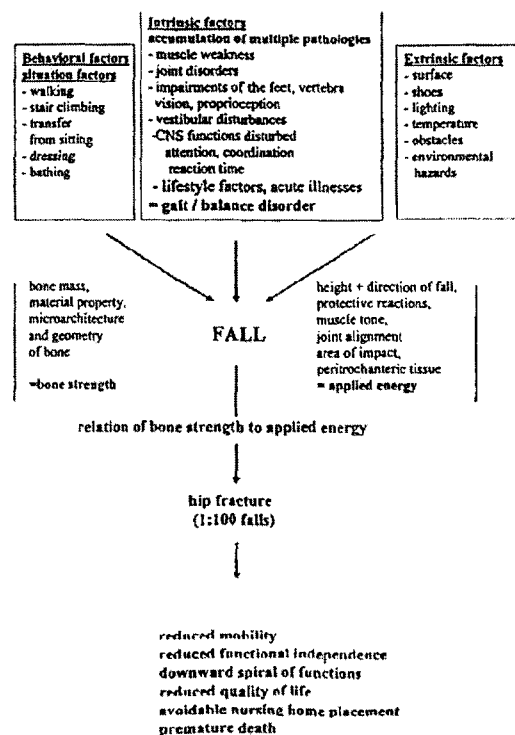 Behavioral factors
situation factors
- walking
- stair climbing
- transfer
from sitting
- dressing
- bathing
Intrinsic factors
accumulation of multiple pathologies
- muscle weakness
- joint disorders
- impairments of the feet, vertebra
vision, proprioception
- vestibular disturbances
-CNS functions disturbed
attention, coordination
reaction time
- lifestyle factors, acute illnesses
= gait / balance disorder
Extrinsic factors
- surface
- shoes
- lighting
- temperature
- obstacles
- environmental
hazards
bone mass,
material property,
microarchitecture
and geometry
of bone
=bone strength
FALL
height + direction of fall,
protective reactions,
muscle tone,
joint alignment
area of impact,
peritrochanteric tissue
= applied energy
relation of bone strength to applied energy
hip fracture
(1:100 falls)
reduced mobility
reduced functional independence
downward spiral of functions
reduced quality of life
avoidable nursing home placement
premature death